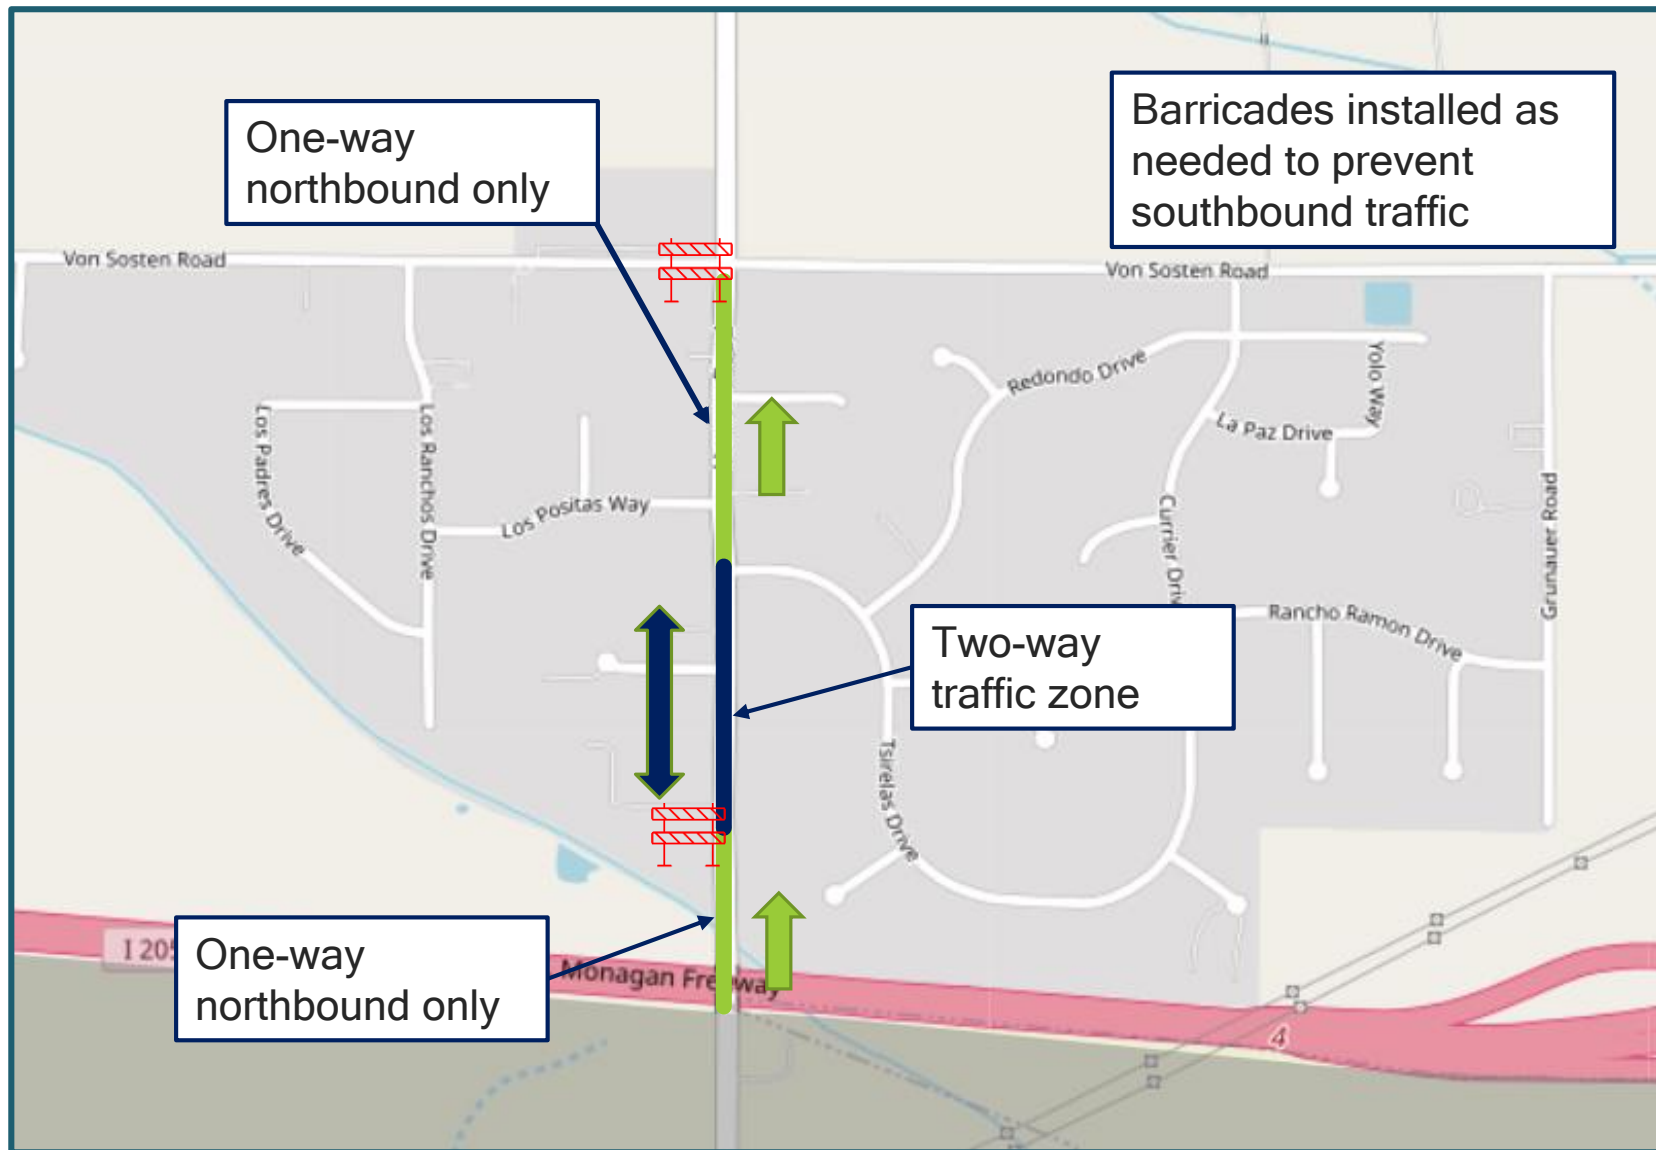 One-way
northbound only
Barricades installed as
needed to prevent
southbound traffic
Von Sosten Road
Von Sosten Road
Redondo Drive
Yolo Way
La Paz Drive
Los Padres Drive
Los Ranchos Drive
Los Positas Way
Currier Driv
Grunauer Road
Rancho Ramon Drive
Two-way
traffic zone
Tsirelas Drive
One-way
northbound only
I 205
Monagan Freeway
4